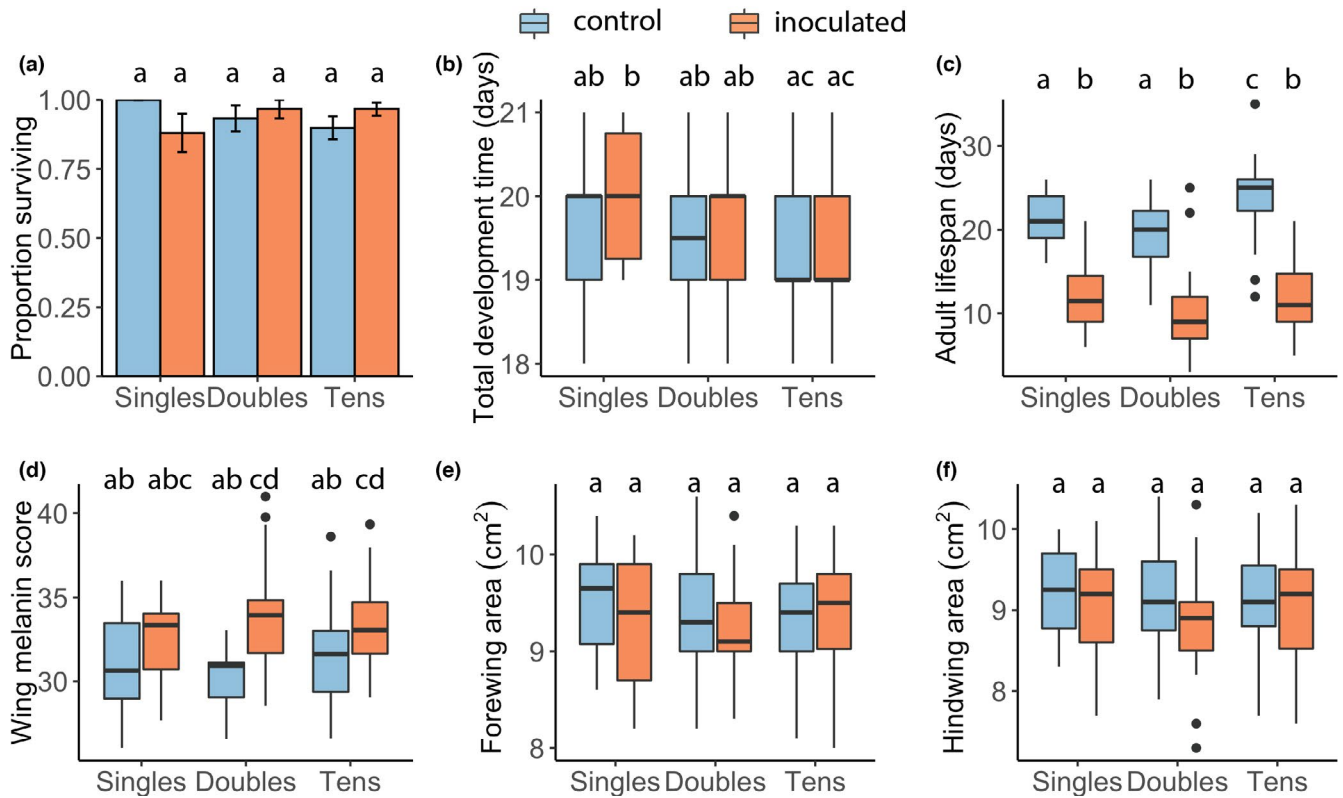 control inoculated
(a) a a a a a a
Proportion surviving
1.00
0.75
0.50
0.25
0.00
Singles Doubles Tens
(b) ab b ab ab ac ac
Total development time (days)
21
20
19
18
Singles Doubles Tens
(c) a b a b c b
Adult lifespan (days)
30
20
10
Singles Doubles Tens
(d) ab abc ab cd ab cd
Wing melanin score
40
35
30
Singles Doubles Tens
(e) a a a a a a
Forewing area (cm²)
10
9
8
Singles Doubles Tens
(f) a a a a a a
Hindwing area (cm²)
10
9
8
Singles Doubles Tens